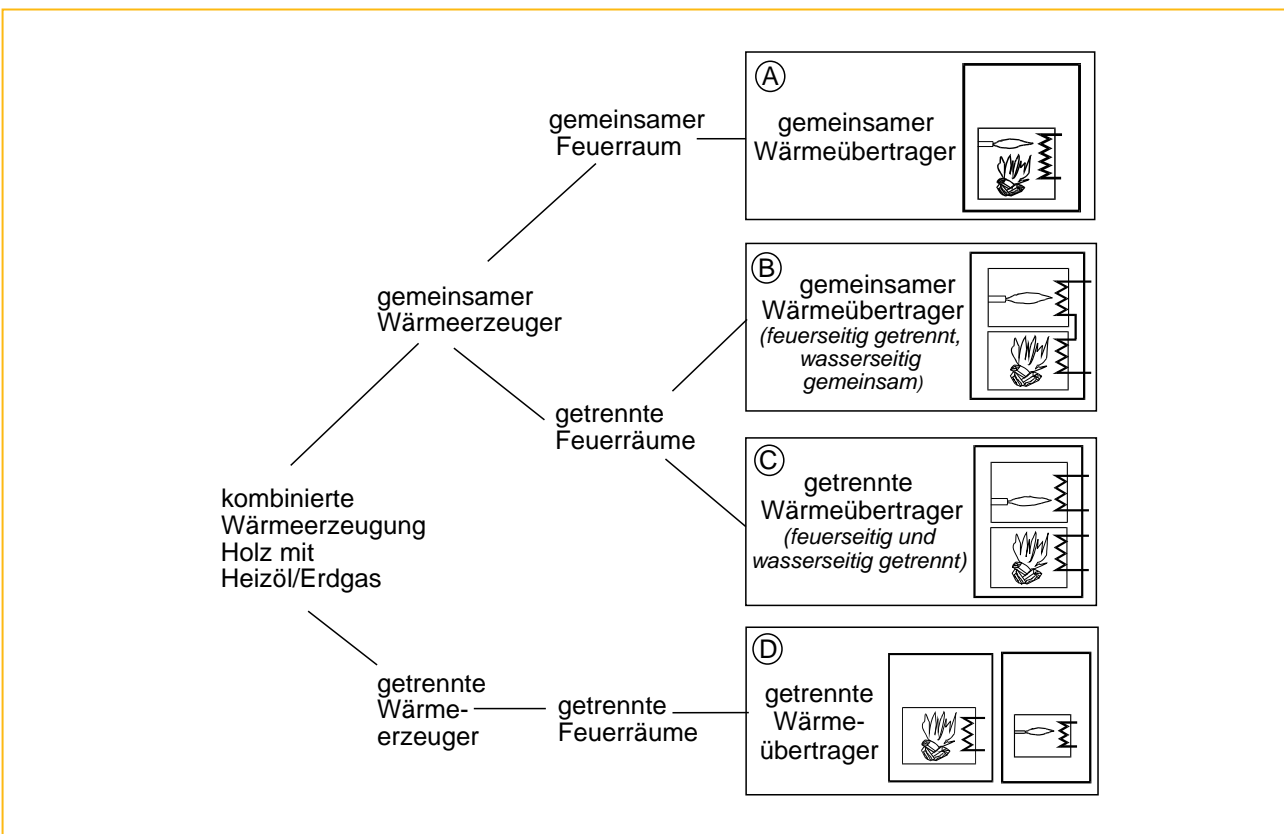 A
gemeinsamer
Feuerraum
gemeinsamer
Wärmeübertrager
B
gemeinsamer
Wärmeübertrager
(feuerseitig getrennt,
wasserseitig
gemeinsam)
gemeinsamer
Wärmeerzeuger
getrennte
Feuerräume
C
getrennte
Wärmeübertrager
(feuerseitig und
wasserseitig getrennt)
kombinierte
Wärmeerzeugung
Holz mit
Heizöl/Erdgas
D
getrennte
Wärme-
erzeuger
getrennte
Feuerräume
getrennte
Wärme-
übertrager